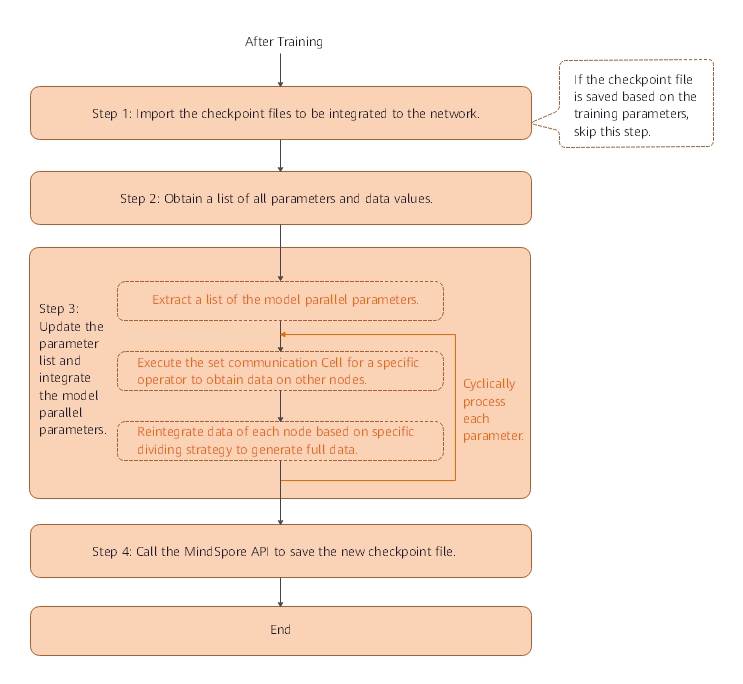 After Training
Step 1: Import the checkpoint files to be integrated to the network.
If the checkpoint file
is saved based on the
training parameters,
skip this step.
Step 2: Obtain a list of all parameters and data values.
Step 3:
Update the
parameter
list and
integrate
the model
parallel
parameters.
Extract a list of the model parallel parameters.
Execute the set communication Cell for a specific
operator to obtain data on other nodes.
Reintegrate data of each node based on specific
dividing strategy to generate full data.
Cyclically
process
each
parameter.
Step 4: Call the MindSpore API to save the new checkpoint file.
End